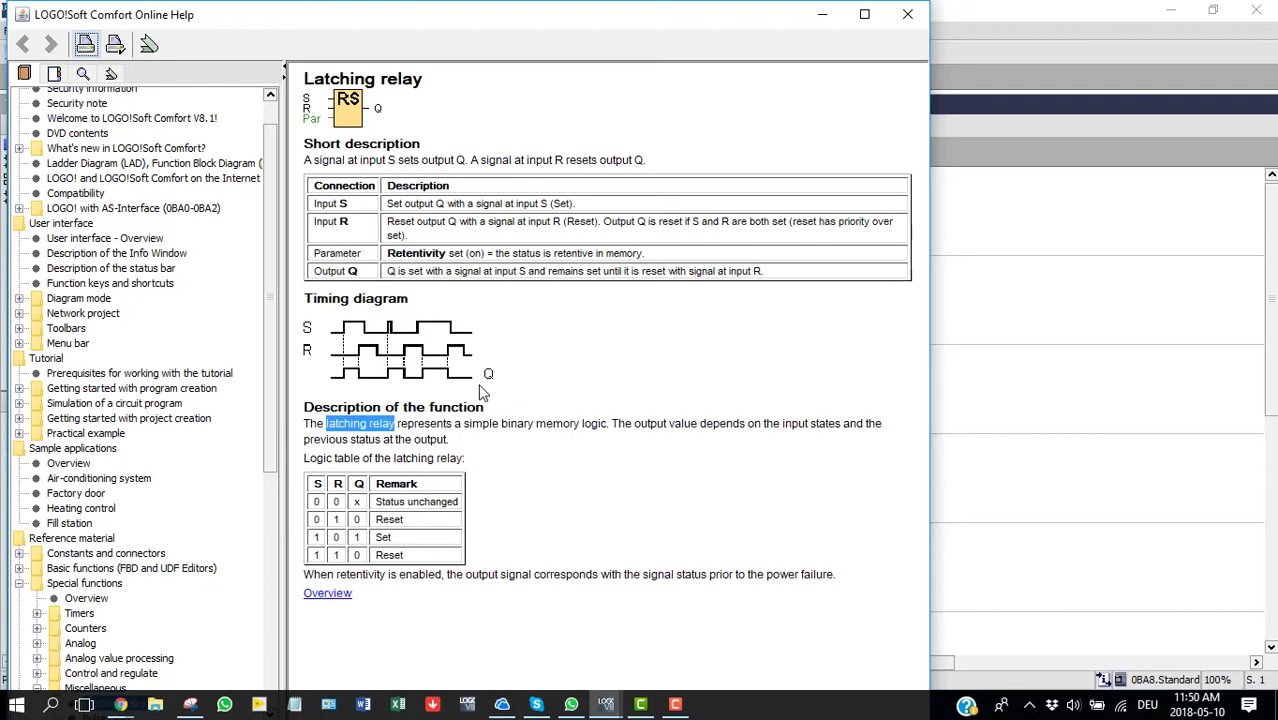 LOGO!Soft Comfort Online Help
Security information
Security note
Welcome to LOGO!Soft Comfort V8.1!
DVD contents
What's new in LOGO!Soft Comfort?
Ladder Diagram (LAD), Function Block Diagram (
LOGO! and LOGO!Soft Comfort on the Internet
Compatibility
LOGO! with AS-Interface (0BA0-0BA2)
User interface
User interface - Overview
Description of the Info Window
Description of the status bar
Function keys and shortcuts
Diagram mode
Network project
Toolbars
Menu bar
Tutorial
Prerequisites for working with the tutorial
Getting started with program creation
Simulation of a circuit program
Getting started with project creation
Practical example
Sample applications
Overview
Air-conditioning system
Factory door
Heating control
Fill station
Reference material
Constants and connectors
Basic functions (FBD and UDF Editors)
Special functions
Overview
Timers
Counters
Analog
Analog value processing
Control and regulate
Miscellaneous
Latching relay
S
R
Par
RS
Q
Short description
A signal at input S sets output Q. A signal at input R resets output Q.
Connection Description
Input S Set output Q with a signal at input S (Set).
Input R Reset output Q with a signal at input R (Reset). Output Q is reset if S and R are both set (reset has priority over
set).
Parameter Retentivity set (on) = the status is retentive in memory.
Output Q Q is set with a signal at input S and remains set until it is reset with signal at input R.
Timing diagram
S
R
Q
Description of the function
The latching relay represents a simple binary memory logic. The output value depends on the input states and the
previous status at the output.
Logic table of the latching relay:
S R Q Remark
0 0 x Status unchanged
0 1 0 Reset
1 0 1 Set
1 1 0 Reset
When retentivity is enabled, the output signal corresponds with the signal status prior to the power failure.
Overview
0BA8.Standard 100% S. 1
DEU
11:50 AM
2018-05-10